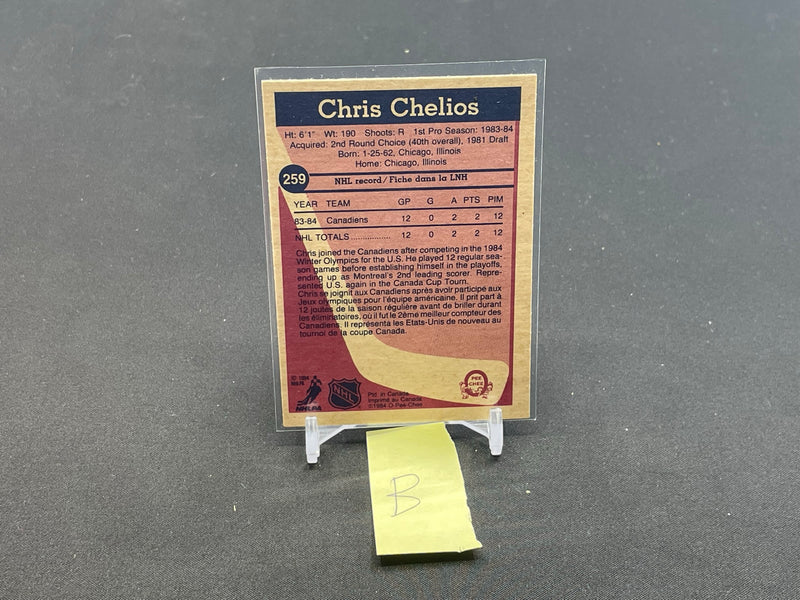 Chris Chelios
Ht: 6'1" Wt: 190 Shoots: R 1st Pro Season: 1983-84
Acquired: 2nd Round Choice (40th overall), 1981 Draft
Born: 1-25-62, Chicago, Illinois
Home: Chicago, Illinois
259
NHL record/Fiche dans la LNH
YEAR TEAM GP G A PTS PIM
83-84 Canadiens 12 0 2 2 12
NHL TOTALS ................ 12 0 2 2 12
Chris joined the Canadiens after competing in the 1984
Winter Olympics for the U.S. He played 12 regular sea-
son games before establishing himself in the playoffs,
ending up as Montreal's 2nd leading scorer. Repre-
sented U.S. again in the Canada Cup Tourn.
Chris se joignit aux Canadiens après avoir participe aux
Jeux olympiques pour l'équipe américaine. Il prit part à
12 joutes de la saison régulière avant de briller durant
les éliminatoires, où il fut le 2ème meilleur compteur des
Canadiens. Il représenta les Etats-Unis de nouveau au
tournoi de la coupe Canada.
© 1984
NHLPA
NHL
Ptd. in Canada
Imprimé au Canada
©1984 O-Pee-Chee
O PEE CHEE
B